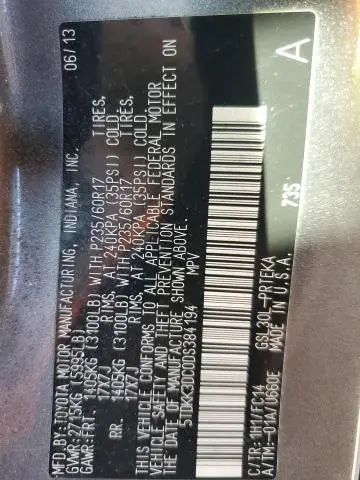 MFD.BY:TOYOTA MOTOR MANUFACTURING, INDIANA, INC. 06/13
GVWR:2715KG (5995LB)
GAWR:FRT. 1405KG (3100LB) WITH P235/60R17 TIRES,
17X7J RIMS, AT 240KPA (35PSI) COLD
RR. 1405KG (3100LB) WITH P235/60R17 TIRES,
17X7J RIMS, AT 240KPA (35PSI) COLD
THIS VEHICLE CONFORMS TO ALL APPLICABLE FEDERAL MOTOR
VEHICLE SAFETY AND THEFT PREVENTION STANDARDS IN EFFECT ON
THE DATE OF MANUFACTURE SHOWN ABOVE.
5TDKK3DC0DS384194 MPV
A
C/TR:1H1/FC14 GSL30L-PRTEKA 735
A/TM:-01A/U660E MADE IN U.S.A.